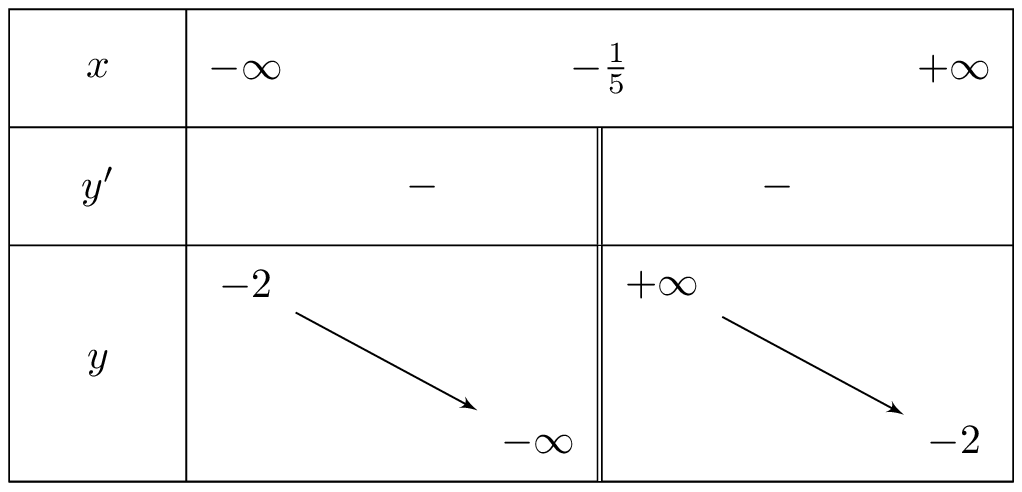 x −∞ −1/5 +∞
y′ − −
−2 +∞
y
−∞ −2